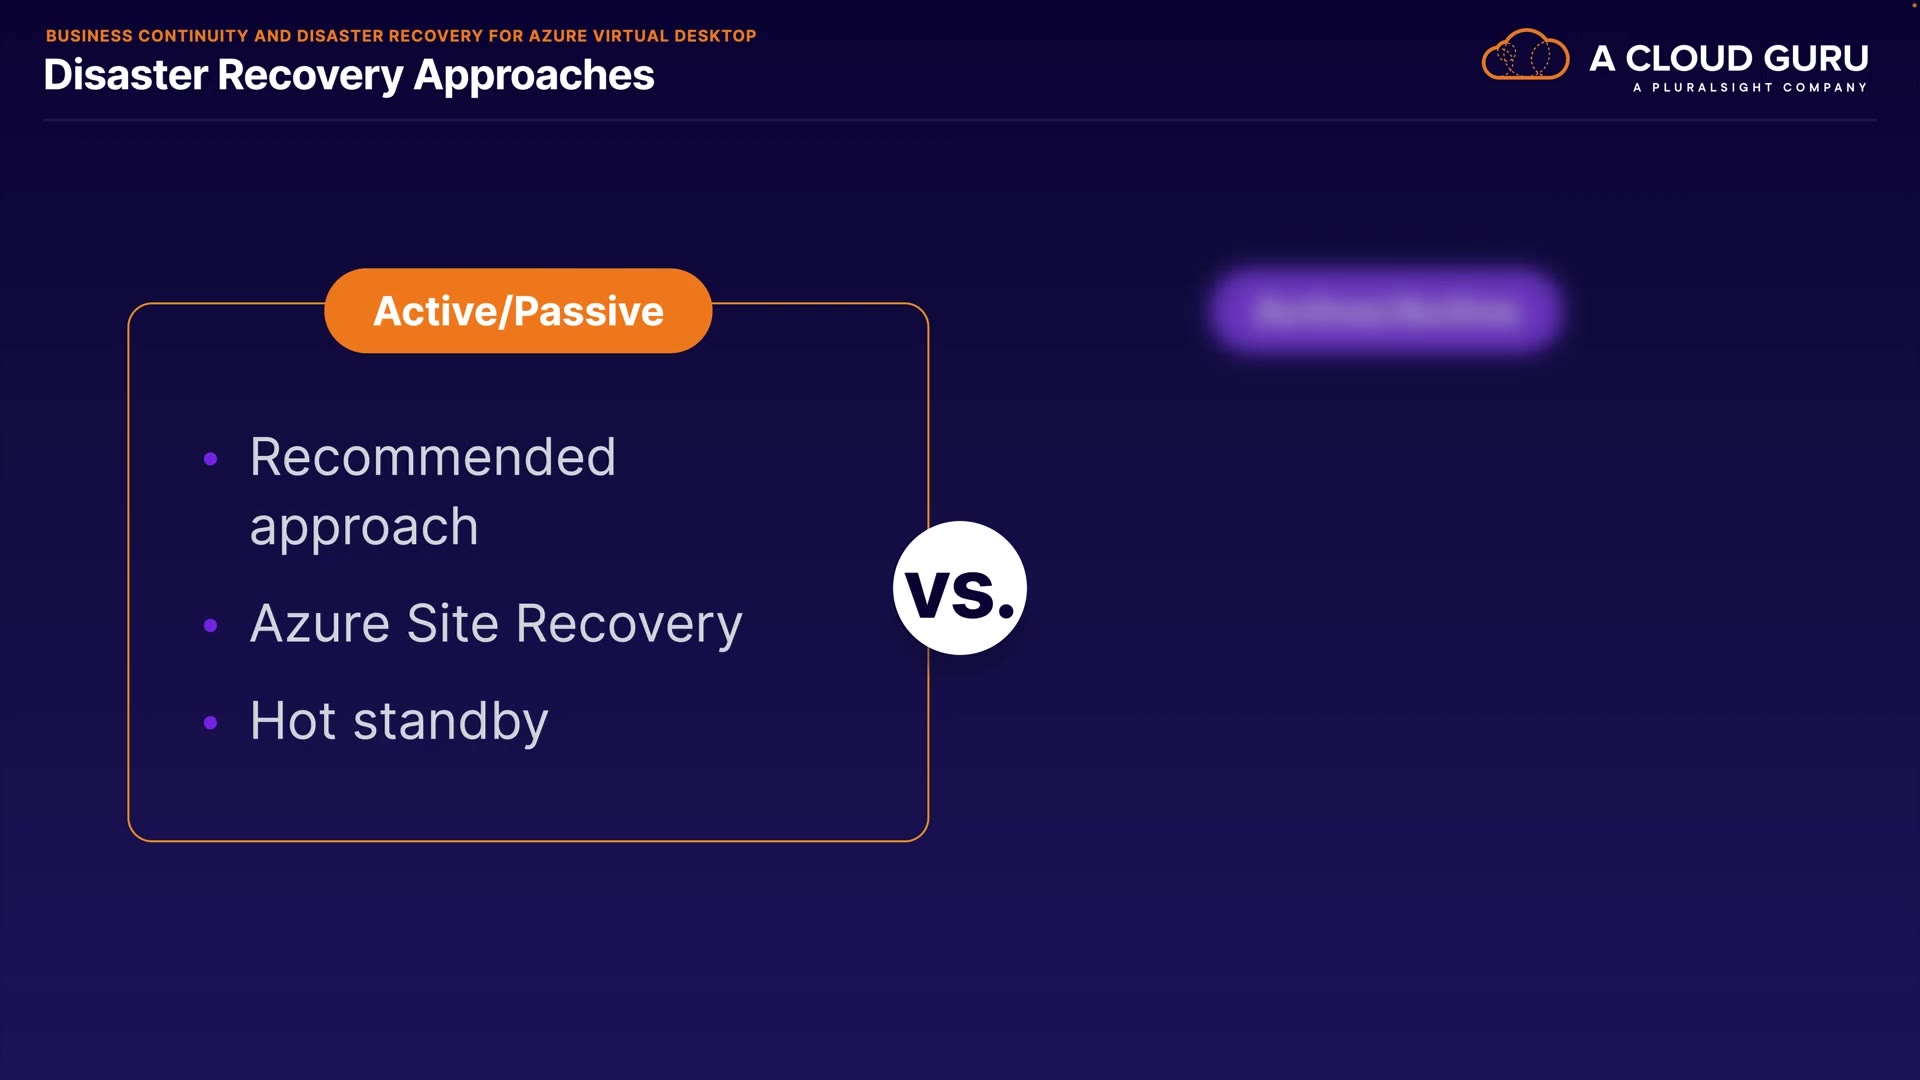 BUSINESS CONTINUITY AND DISASTER RECOVERY FOR AZURE VIRTUAL DESKTOP
Disaster Recovery Approaches
A CLOUD GURU
A PLURALSIGHT COMPANY
Active/Passive
• Recommended
approach
• Azure Site Recovery
• Hot standby
vs.